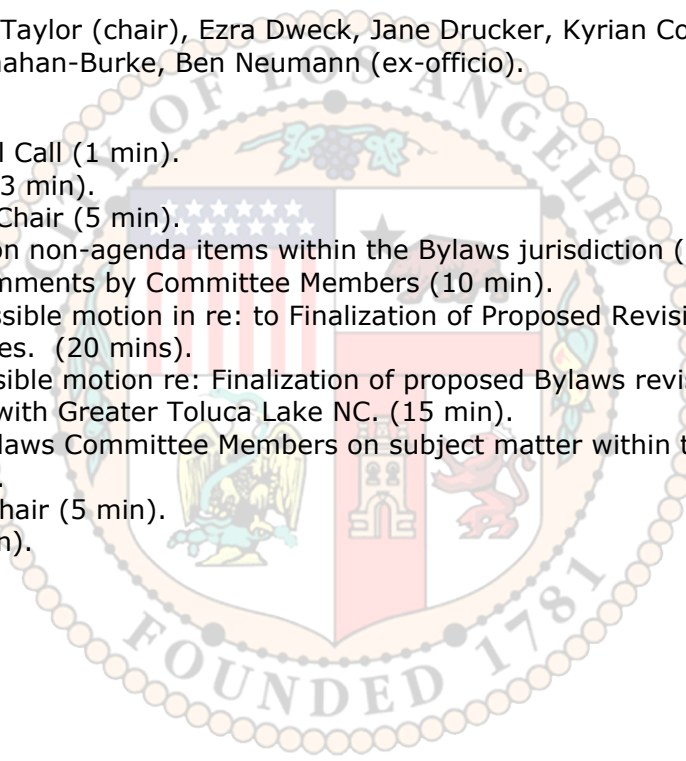 Taylor (chair), Ezra Dweck, Jane Drucker, Kyrian Co
nahan-Burke, Ben Neumann (ex-officio).
l Call (1 min).
3 min).
Chair (5 min).
on non-agenda items within the Bylaws jurisdiction (
mments by Committee Members (10 min).
ssible motion in re: to Finalization of Proposed Revisi
es. (20 mins).
sible motion re: Finalization of proposed Bylaws revis
with Greater Toluca Lake NC. (15 min).
laws Committee Members on subject matter within t
.
hair (5 min).
n).
CITY OF LOS ANGELES
FOUNDED 1781